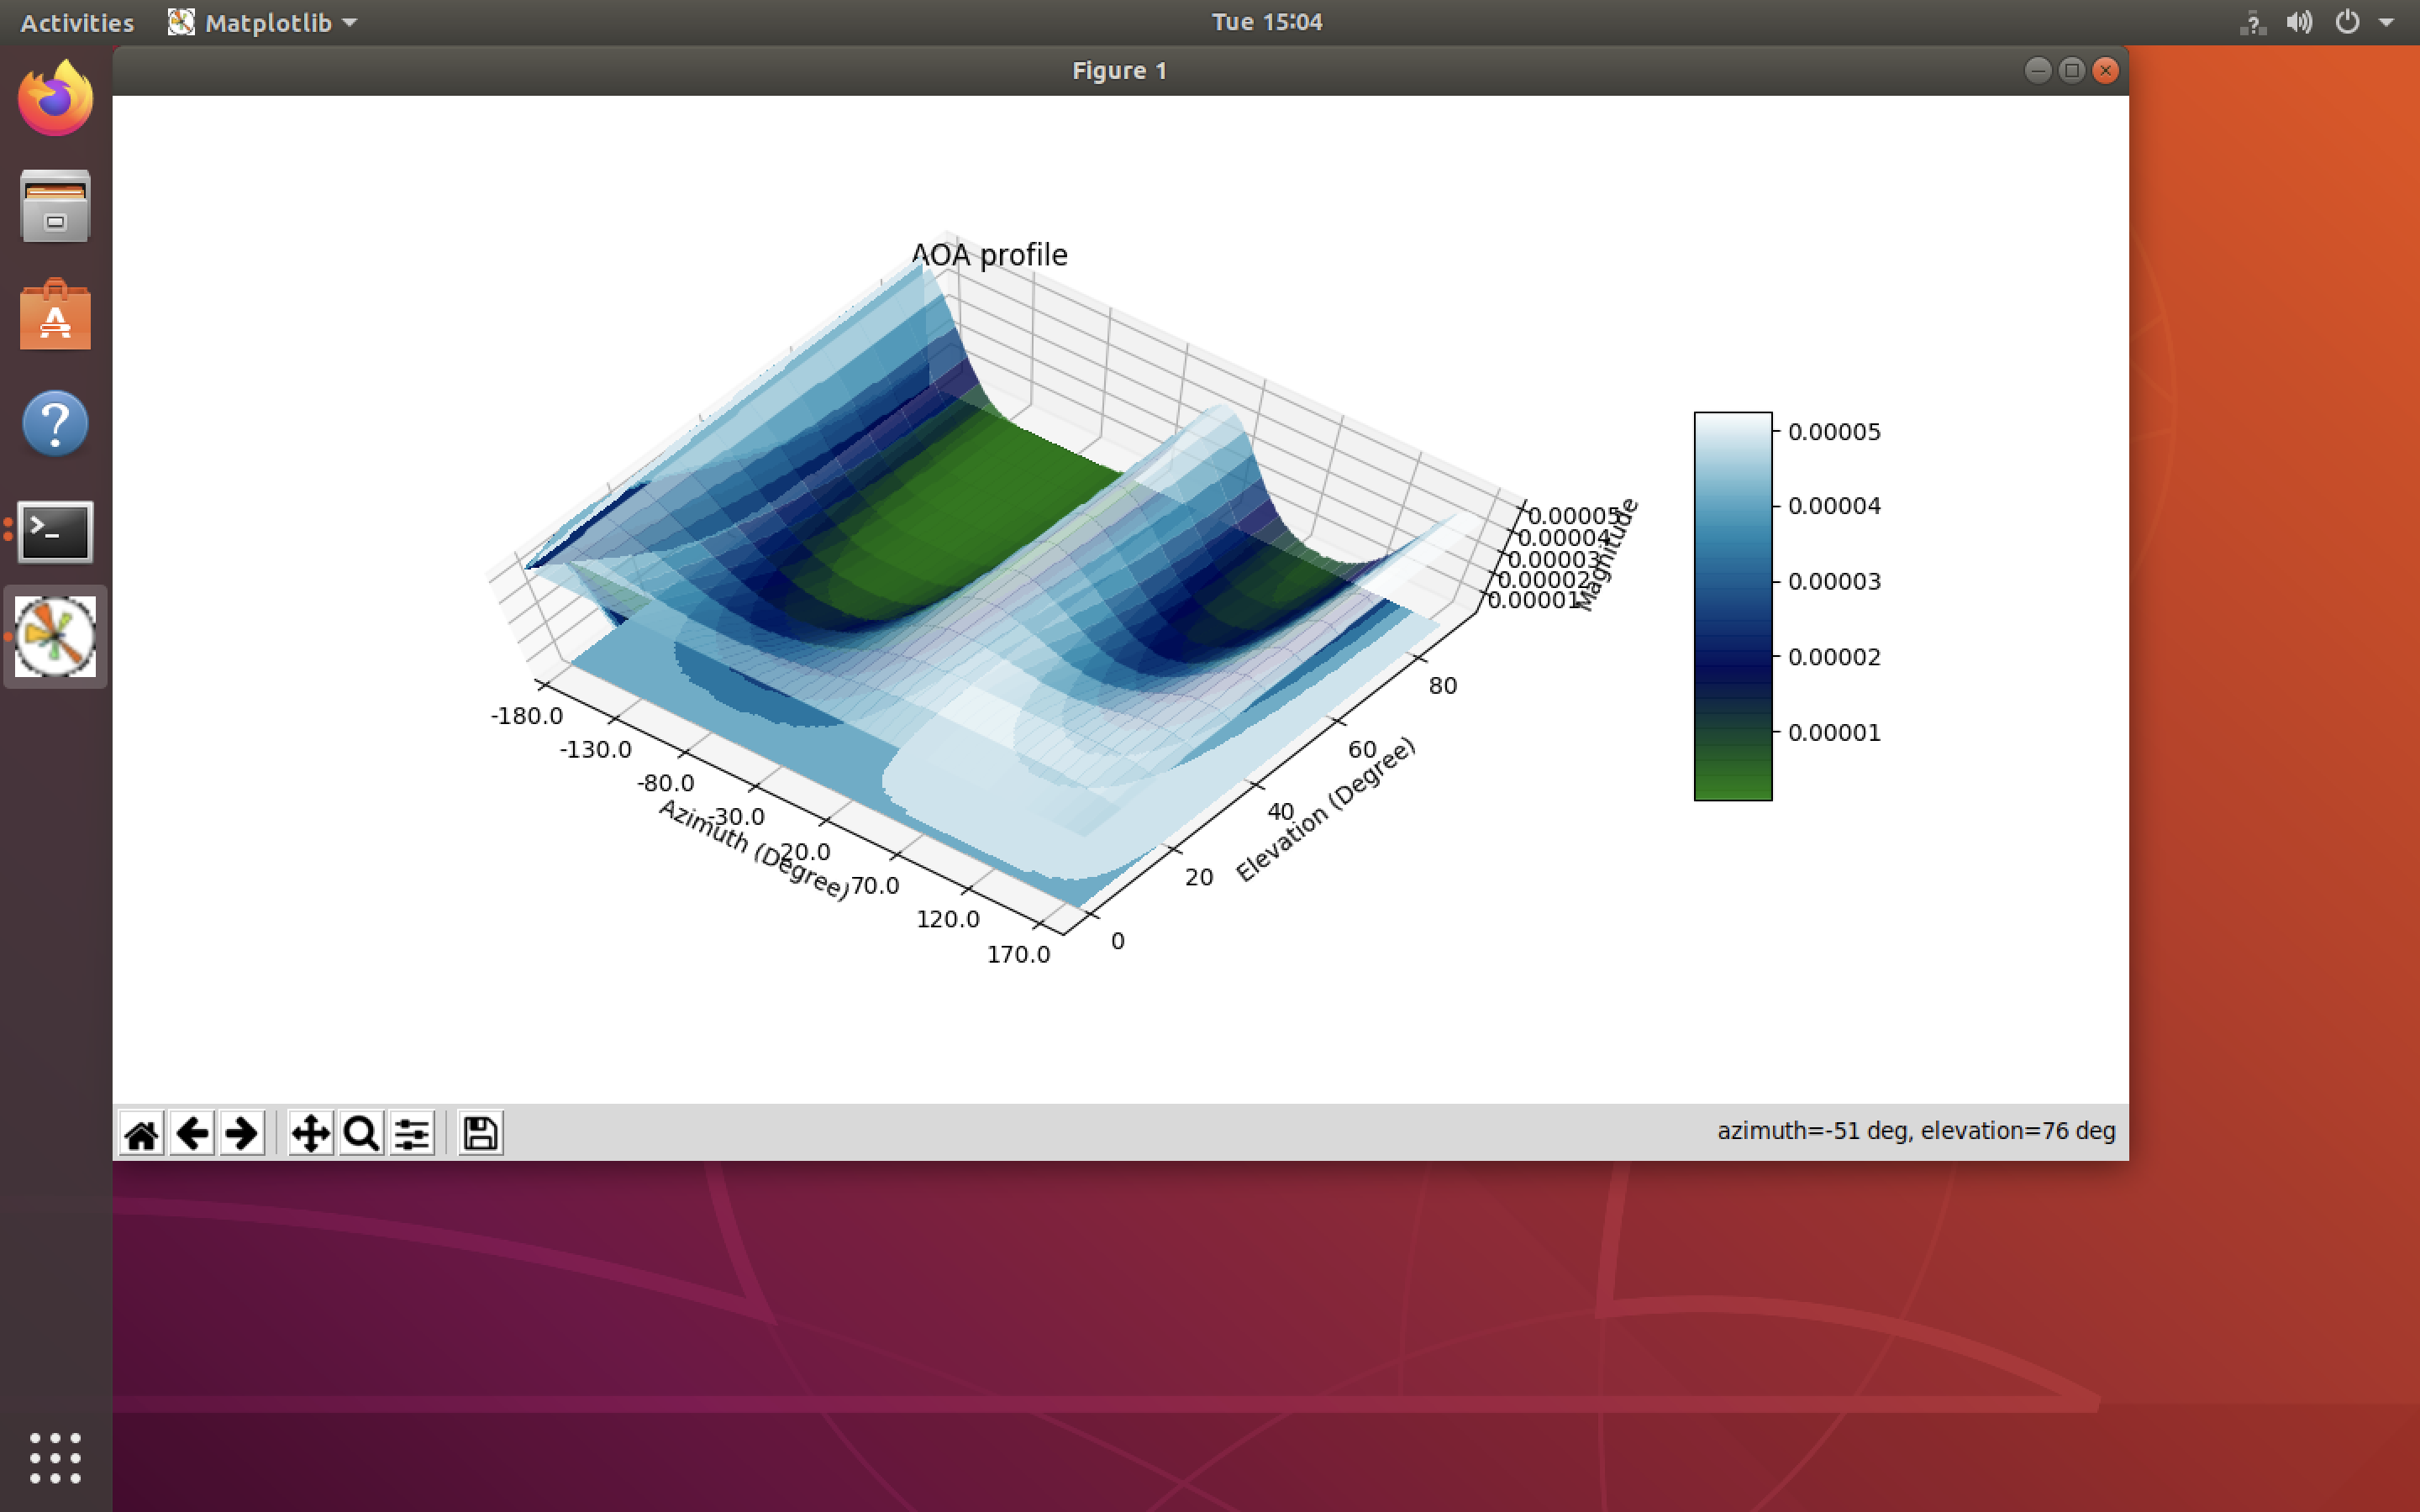 Activities
Matplotlib
Tue 15:04
Figure 1
AOA profile
0.00005
0.00004
0.00003
0.00002
0.00001
Magnitude
0.00005
0.00004
0.00003
0.00002
0.00001
-180.0
-130.0
-80.0
-30.0
20.0
70.0
120.0
170.0
Azimuth (Degree)
0
20
40
60
80
Elevation (Degree)
azimuth=-51 deg, elevation=76 deg